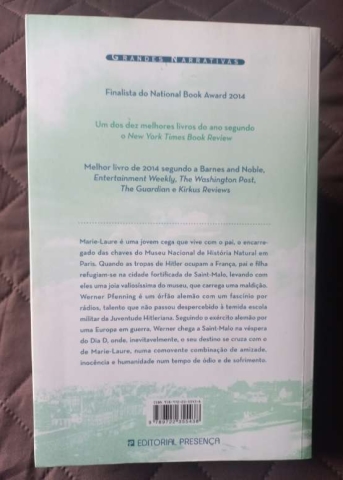 GRANDES NARRATIVAS
Finalista do National Book Award 2014
Um dos dez melhores livros do ano segundo
o New York Times Book Review
Melhor livro de 2014 segundo a Barnes and Noble,
Entertainment Weekly, The Washington Post,
The Guardian e Kirkus Reviews
Marie-Laure é uma jovem cega que vive com o pai, o encarre-
gado das chaves do Museu Nacional de História Natural em
Paris. Quando as tropas de Hitler ocupam a França, pai e filha
refugiam-se na cidade fortificada de Saint-Malo, levando com
eles uma joia valiosíssima do museu, que carrega uma maldição.
Werner Pfenning é um órfão alemão com um fascínio por
rádios, talento que não passou despercebido à temida escola
militar da Juventude Hitleriana. Seguindo o exército alemão por
uma Europa em guerra, Werner chega a Saint-Malo na véspera
do Dia D, onde, inevitavelmente, o seu destino se cruza com o
de Marie-Laure, numa comovente combinação de amizade,
inocência e humanidade num tempo de ódio e de sofrimento.
EDITORIAL PRESENÇA